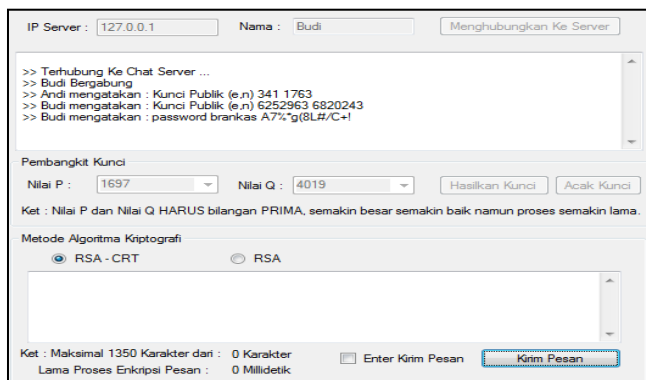 IP Server : 127.0.0.1 Nama : Budi Menghubungkan Ke Server
>> Terhubung Ke Chat Server ...
>> Budi Bergabung
>> Andi mengatakan : Kunci Publik (e,n) 341 1763
>> Budi mengatakan : Kunci Publik (e,n) 6252963 6820243
>> Budi mengatakan : password brankas A7%*g(8L#/C+!
Pembangkit Kunci
Nilai P : 1697 Nilai Q : 4019 Hasilkan Kunci Acak Kunci
Ket : Nilai P dan Nilai Q HARUS bilangan PRIMA, semakin besar semakin baik namun proses semakin lama.
Metode Algoritma Kriptografi
RSA - CRT RSA
Ket : Maksimal 1350 Karakter dari : 0 Karakter
Lama Proses Enkripsi Pesan : 0 Millidetik
Enter Kirim Pesan Kirim Pesan